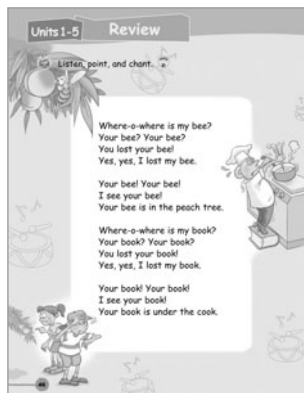 Units 1-5 Review
Listen, point, and chant.
Where-o-where is my bee?
Your bee? Your bee?
You lost your bee!
Yes, yes, I lost my bee.
Your bee! Your bee!
I see your bee!
Your bee is in the peach tree.
Where-o-where is my book?
Your book? Your book?
You lost your book!
Yes, yes, I lost my book.
Your book! Your book!
I see your book!
Your book is under the cook.